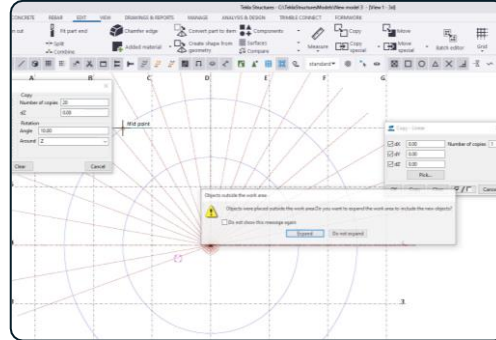 Tekla Structures - C:\TeklaStructuresModels\New model 3 - [View 1 - 3d]
CONCRETE REBAR EDIT VIEW DRAWINGS & REPORTS MANAGE ANALYSIS & DESIGN TRIMBLE CONNECT FORMWORK
Fit part end Chamfer edge Convert part to item Components Copy Move
Split Added material Create shape from geometry Surfaces Measure Copy special Move special Batch editor Grid
Combine Compare
standard
A B C D E F G
Copy
Number of copies 20
dZ 0.00
Rotation
Angle 10.00
Around Z
Clear Cancel
Mid point
Copy - Linear
dX 0.00 Number of copies 1
dY 0.00
dZ 0.00
Pick...
Objects outside the work area
Objects were placed outside the work area.Do you want to expand the work area to include the new objects?
Do not show this message again
Expand Do not expand
3